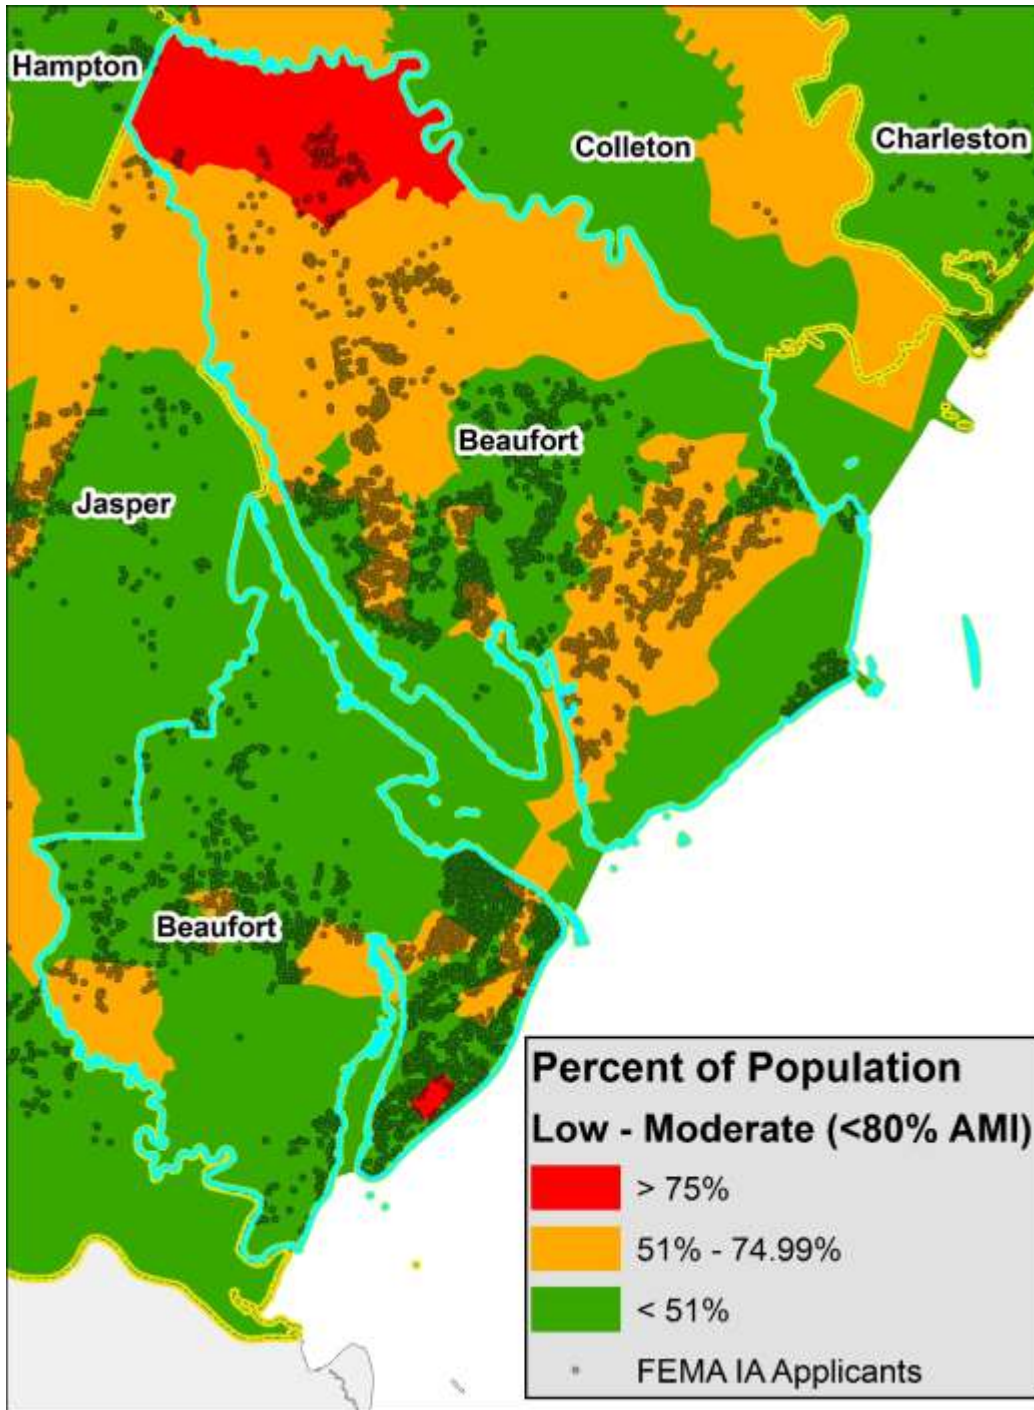 Hampton
Colleton
Charleston
Beaufort
Jasper
Beaufort
Percent of Population
Low - Moderate (<80% AMI)
> 75%
51% - 74.99%
< 51%
FEMA IA Applicants